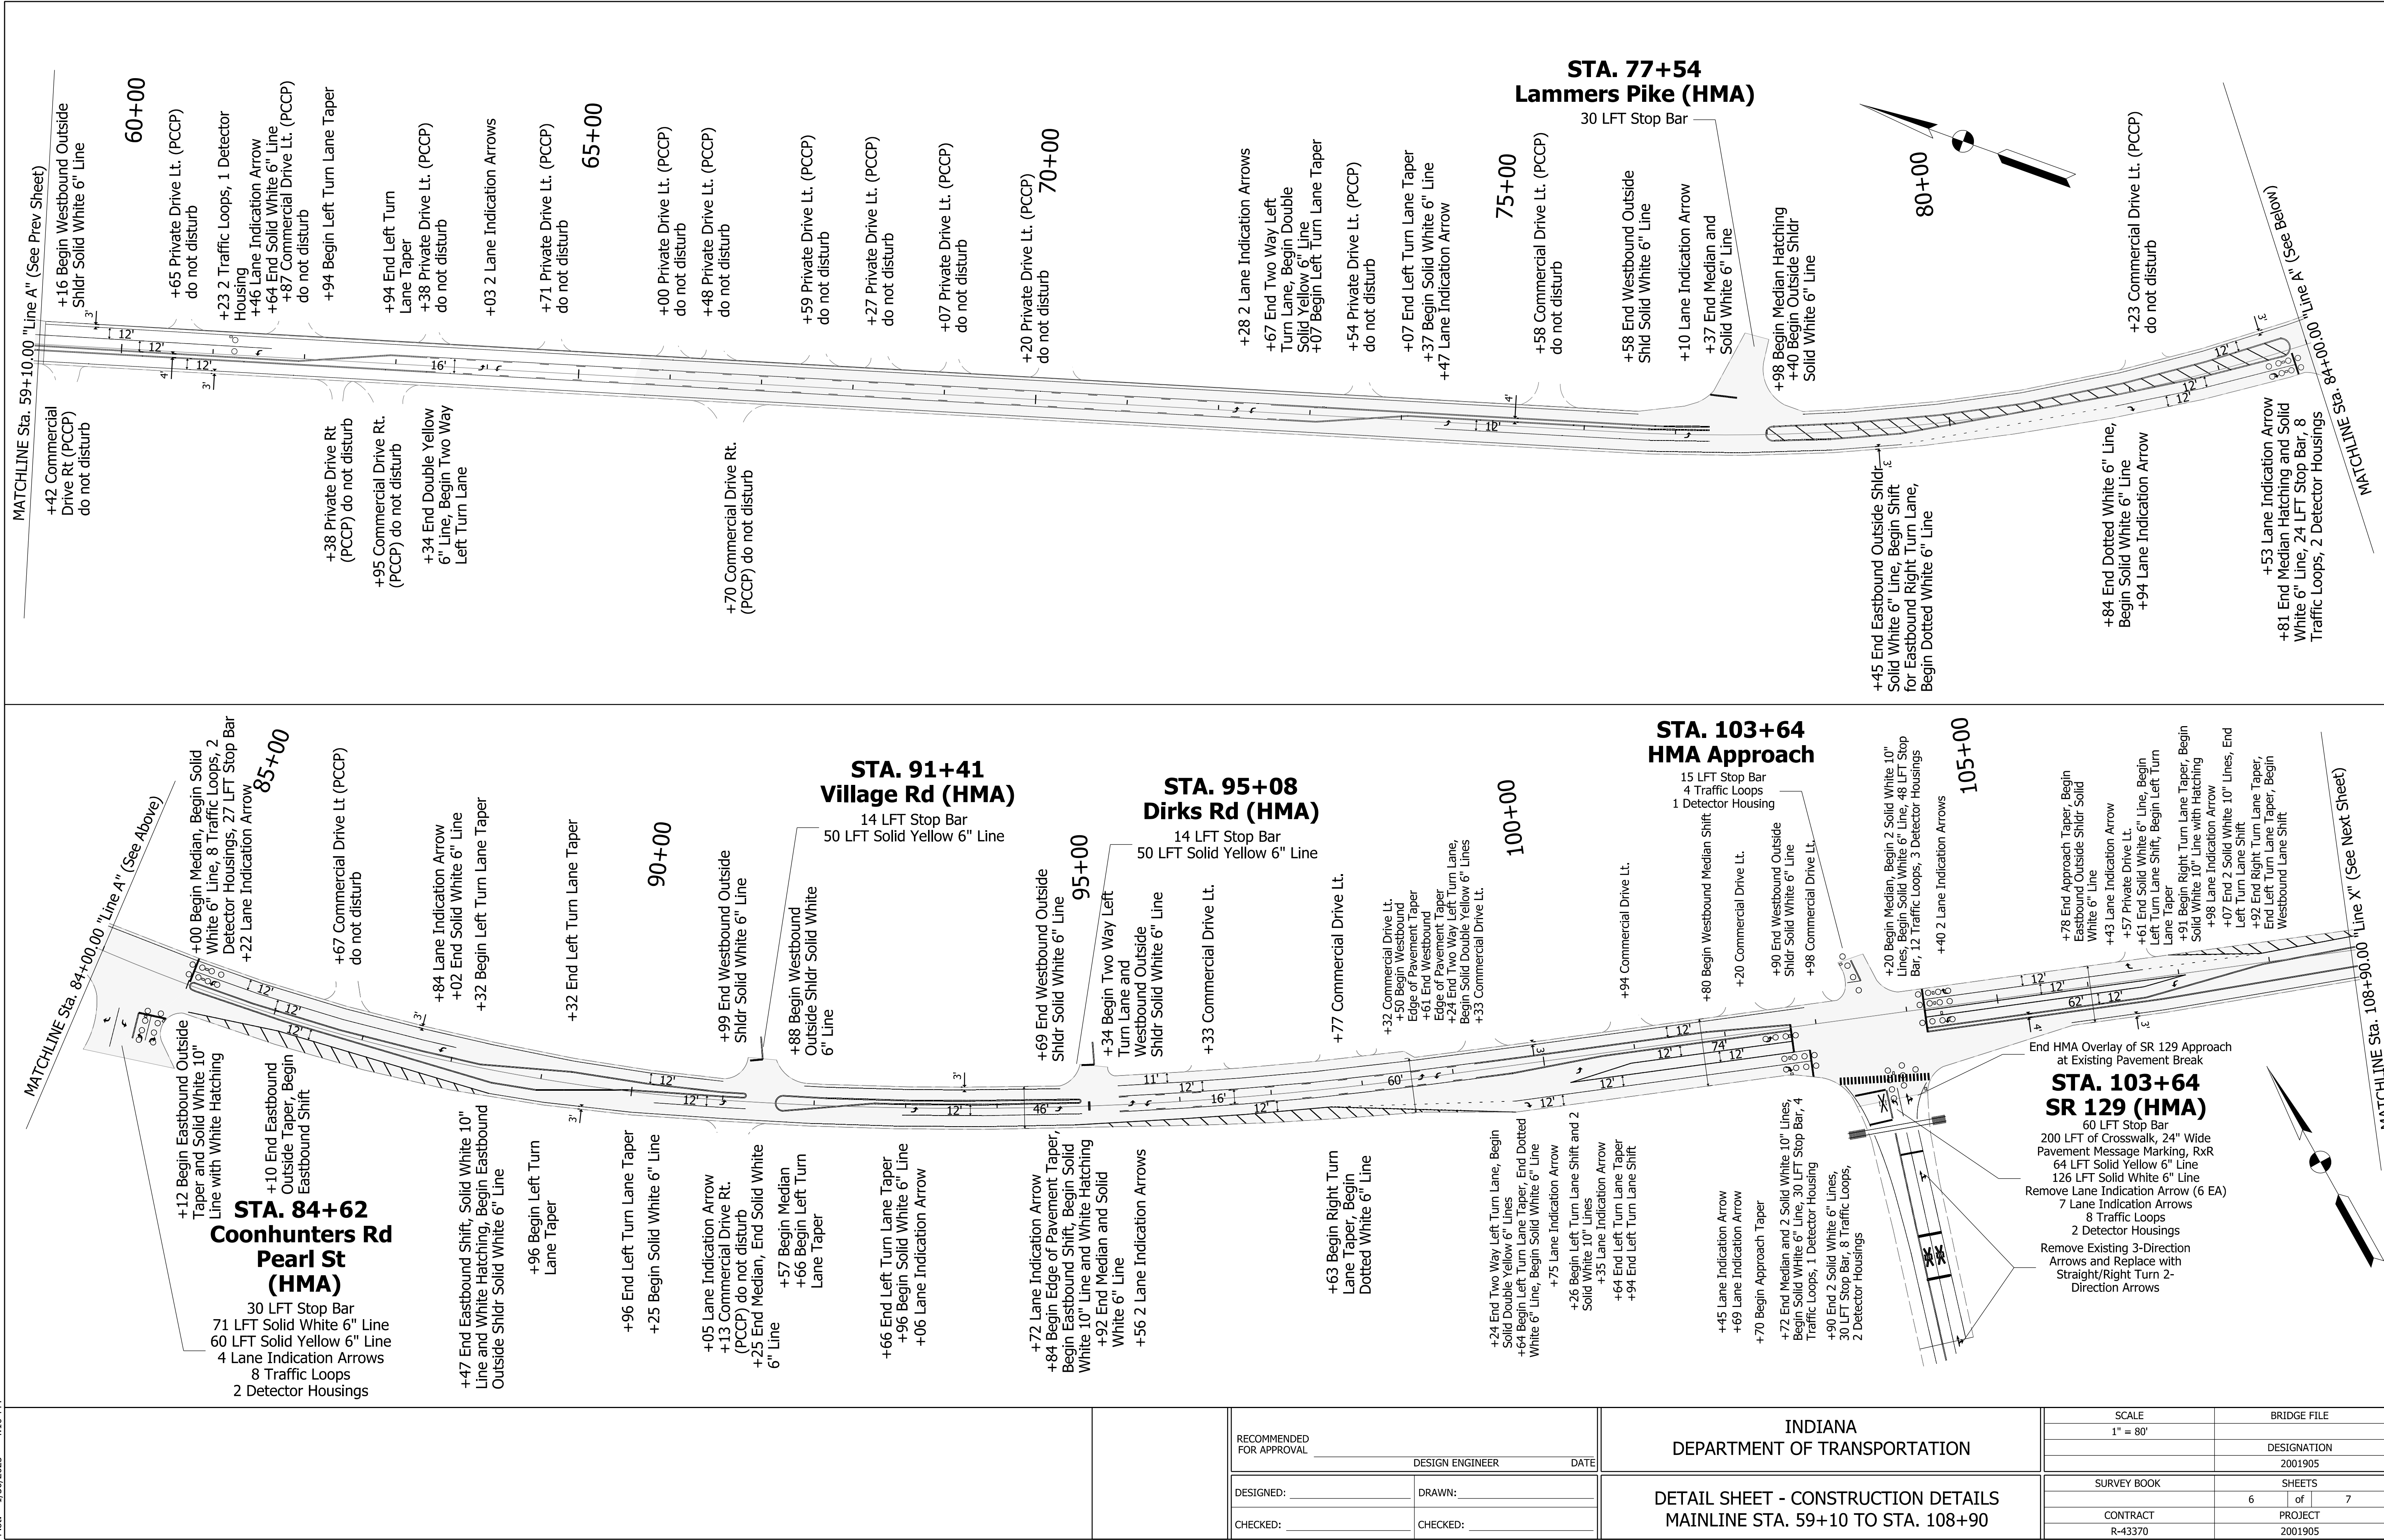 MATCHLINE Sta. 59+10.00 "Line A" (See Prev Sheet)
+16 Begin Westbound Outside
Shldr Solid White 6" Line
60+00
+65 Private Drive Lt. (PCCP)
do not disturb
+23 2 Traffic Loops, 1 Detector
Housing
+46 Lane Indication Arrow
+64 End Solid White 6" Line
+87 Commercial Drive Lt. (PCCP)
do not disturb
+94 Begin Left Turn Lane Taper
+94 End Left Turn
Lane Taper
+38 Private Drive Lt. (PCCP)
do not disturb
+03 2 Lane Indication Arrows
+71 Private Drive Lt. (PCCP)
do not disturb
65+00
+00 Private Drive Lt. (PCCP)
do not disturb
+48 Private Drive Lt. (PCCP)
do not disturb
+59 Private Drive Lt. (PCCP)
do not disturb
+27 Private Drive Lt. (PCCP)
do not disturb
+07 Private Drive Lt. (PCCP)
do not disturb
+20 Private Drive Lt. (PCCP)
do not disturb
70+00
+28 2 Lane Indication Arrows
+67 End Two Way Left
Turn Lane, Begin Double
Solid Yellow 6" Line
+07 Begin Left Turn Lane Taper
+54 Private Drive Lt. (PCCP)
do not disturb
+07 End Left Turn Lane Taper
+37 Begin Solid White 6" Line
+47 Lane Indication Arrow
75+00
+58 Commercial Drive Lt. (PCCP)
do not disturb
STA. 77+54
Lammers Pike (HMA)
30 LFT Stop Bar
+58 End Westbound Outside
Shld Solid White 6" Line
+10 Lane Indication Arrow
+37 End Median and
Solid White 6" Line
+98 Begin Median Hatching
+40 Begin Outside Shldr
Solid White 6" Line
80+00
+23 Commercial Drive Lt. (PCCP)
do not disturb
MATCHLINE Sta. 84+00.00 "Line A" (See Below)
3'
12'
12'
12'
4'
3'
16'
4'
12'
3'
3'
12'
12'
12'
+42 Commercial
Drive Rt (PCCP)
do not disturb
+38 Private Drive Rt
(PCCP) do not disturb
+95 Commercial Drive Rt.
(PCCP) do not disturb
+34 End Double Yellow
6" Line, Begin Two Way
Left Turn Lane
+70 Commercial Drive Rt.
(PCCP) do not disturb
+45 End Eastbound Outside Shldr
Solid White 6" Line, Begin Shift
for Eastbound Right Turn Lane,
Begin Dotted White 6" Line
+84 End Dotted White 6" Line,
Begin Solid White 6" Line
+94 Lane Indication Arrow
+53 Lane Indication Arrow
+81 End Median Hatching and Solid
White 6" Line, 24 LFT Stop Bar, 8
Traffic Loops, 2 Detector Housings
MATCHLINE Sta. 84+00.00 "Line A" (See Above)
+00 Begin Median, Begin Solid
White 6" Line, 8 Traffic Loops, 2
Detector Housings, 27 LFT Stop Bar
+22 Lane Indication Arrow
85+00
+67 Commercial Drive Lt (PCCP)
do not disturb
+84 Lane Indication Arrow
+02 End Solid White 6" Line
+32 Begin Left Turn Lane Taper
+32 End Left Turn Lane Taper
90+00
+99 End Westbound Outside
Shldr Solid White 6" Line
STA. 91+41
Village Rd (HMA)
14 LFT Stop Bar
50 LFT Solid Yellow 6" Line
+88 Begin Westbound
Outside Shldr Solid White
6" Line
+69 End Westbound Outside
Shldr Solid White 6" Line
95+00
STA. 95+08
Dirks Rd (HMA)
14 LFT Stop Bar
50 LFT Solid Yellow 6" Line
+34 Begin Two Way Left
Turn Lane and
Westbound Outside
Shldr Solid White 6" Line
+33 Commercial Drive Lt.
+77 Commercial Drive Lt.
+32 Commercial Drive Lt.
+50 Begin Westbound
Edge of Pavement Taper
+61 End Westbound
Edge of Pavement Taper
+24 End Two Way Left Turn Lane,
Begin Solid Double Yellow 6" Lines
+33 Commercial Drive Lt.
100+00
+94 Commercial Drive Lt.
STA. 103+64
HMA Approach
15 LFT Stop Bar
4 Traffic Loops
1 Detector Housing
+80 Begin Westbound Median Shift
+20 Commercial Drive Lt.
+90 End Westbound Outside
Shldr Solid White 6" Line
+98 Commercial Drive Lt.
+20 Begin Median, Begin 2 Solid White 10"
Lines, Begin Solid White 6" Line, 48 LFT Stop
Bar, 12 Traffic Loops, 3 Detector Housings
+40 2 Lane Indication Arrows
105+00
+78 End Approach Taper, Begin
Eastbound Outside Shldr Solid
White 6" Line
+43 Lane Indication Arrow
+57 Private Drive Lt.
+61 End Solid White 6" Line, Begin
Left Turn Lane Shift, Begin Left Turn
Lane Taper
+91 Begin Right Turn Lane Taper, Begin
Solid White 10" Line with Hatching
+98 Lane Indication Arrow
+07 End 2 Solid White 10" Lines, End
Left Turn Lane Shift
+92 End Right Turn Lane Taper,
End Left Turn Lane Taper, Begin
Westbound Lane Shift
MATCHLINE Sta. 108+90.00 "Line X" (See Next Sheet)
12'
12'
12'
3'
3'
12'
12'
3'
12'
46'
11'
12'
16'
12'
60'
3'
12'
12'
74'
12'
12'
12'
12'
12'
62'
12'
4'
3'
+12 Begin Eastbound Outside
Taper and Solid White 10"
Line with White Hatching
+10 End Eastbound
Outside Taper, Begin
Eastbound Shift
STA. 84+62
Coonhunters Rd
Pearl St
(HMA)
30 LFT Stop Bar
71 LFT Solid White 6" Line
60 LFT Solid Yellow 6" Line
4 Lane Indication Arrows
8 Traffic Loops
2 Detector Housings
+47 End Eastbound Shift, Solid White 10"
Line and White Hatching, Begin Eastbound
Outside Shldr Solid White 6" Line
+96 Begin Left Turn
Lane Taper
+96 End Left Turn Lane Taper
+25 Begin Solid White 6" Line
+05 Lane Indication Arrow
+13 Commercial Drive Rt.
(PCCP) do not disturb
+25 End Median, End Solid White
6" Line
+57 Begin Median
+66 Begin Left Turn
Lane Taper
+66 End Left Turn Lane Taper
+96 Begin Solid White 6" Line
+06 Lane Indication Arrow
+72 Lane Indication Arrow
+84 Begin Edge of Pavement Taper,
Begin Eastbound Shift, Begin Solid
White 10" Line and White Hatching
+92 End Median and Solid
White 6" Line
+56 2 Lane Indication Arrows
+63 Begin Right Turn
Lane Taper, Begin
Dotted White 6" Line
+24 End Two Way Left Turn Lane, Begin
Solid Double Yellow 6" Lines
+64 Begin Left Turn Lane Taper, End Dotted
White 6" Line, Begin Solid White 6" Line
+75 Lane Indication Arrow
+26 Begin Left Turn Lane Shift and 2
Solid White 10" Lines
+35 Lane Indication Arrow
+64 End Left Turn Lane Taper
+94 End Left Turn Lane Shift
+45 Lane Indication Arrow
+69 Lane Indication Arrow
+70 Begin Approach Taper
+72 End Median and 2 Solid White 10" Lines,
Begin Solid White 6" Line, 30 LFT Stop Bar, 4
Traffic Loops, 1 Detector Housing
+90 End 2 Solid White 6" Lines,
30 LFT Stop Bar, 8 Traffic Loops,
2 Detector Housings
End HMA Overlay of SR 129 Approach
at Existing Pavement Break
STA. 103+64
SR 129 (HMA)
60 LFT Stop Bar
200 LFT of Crosswalk, 24" Wide
Pavement Message Marking, RxR
64 LFT Solid Yellow 6" Line
126 LFT Solid White 6" Line
Remove Lane Indication Arrow (6 EA)
7 Lane Indication Arrows
8 Traffic Loops
2 Detector Housings
Remove Existing 3-Direction
Arrows and Replace with
Straight/Right Turn 2-
Direction Arrows
RECOMMENDED
FOR APPROVAL
DESIGN ENGINEER DATE
DESIGNED: DRAWN:
CHECKED: CHECKED:
INDIANA
DEPARTMENT OF TRANSPORTATION
DETAIL SHEET - CONSTRUCTION DETAILS
MAINLINE STA. 59+10 TO STA. 108+90
SCALE BRIDGE FILE
1" = 80'
DESIGNATION
2001905
SURVEY BOOK SHEETS
6 of 7
CONTRACT PROJECT
R-43370 2001905